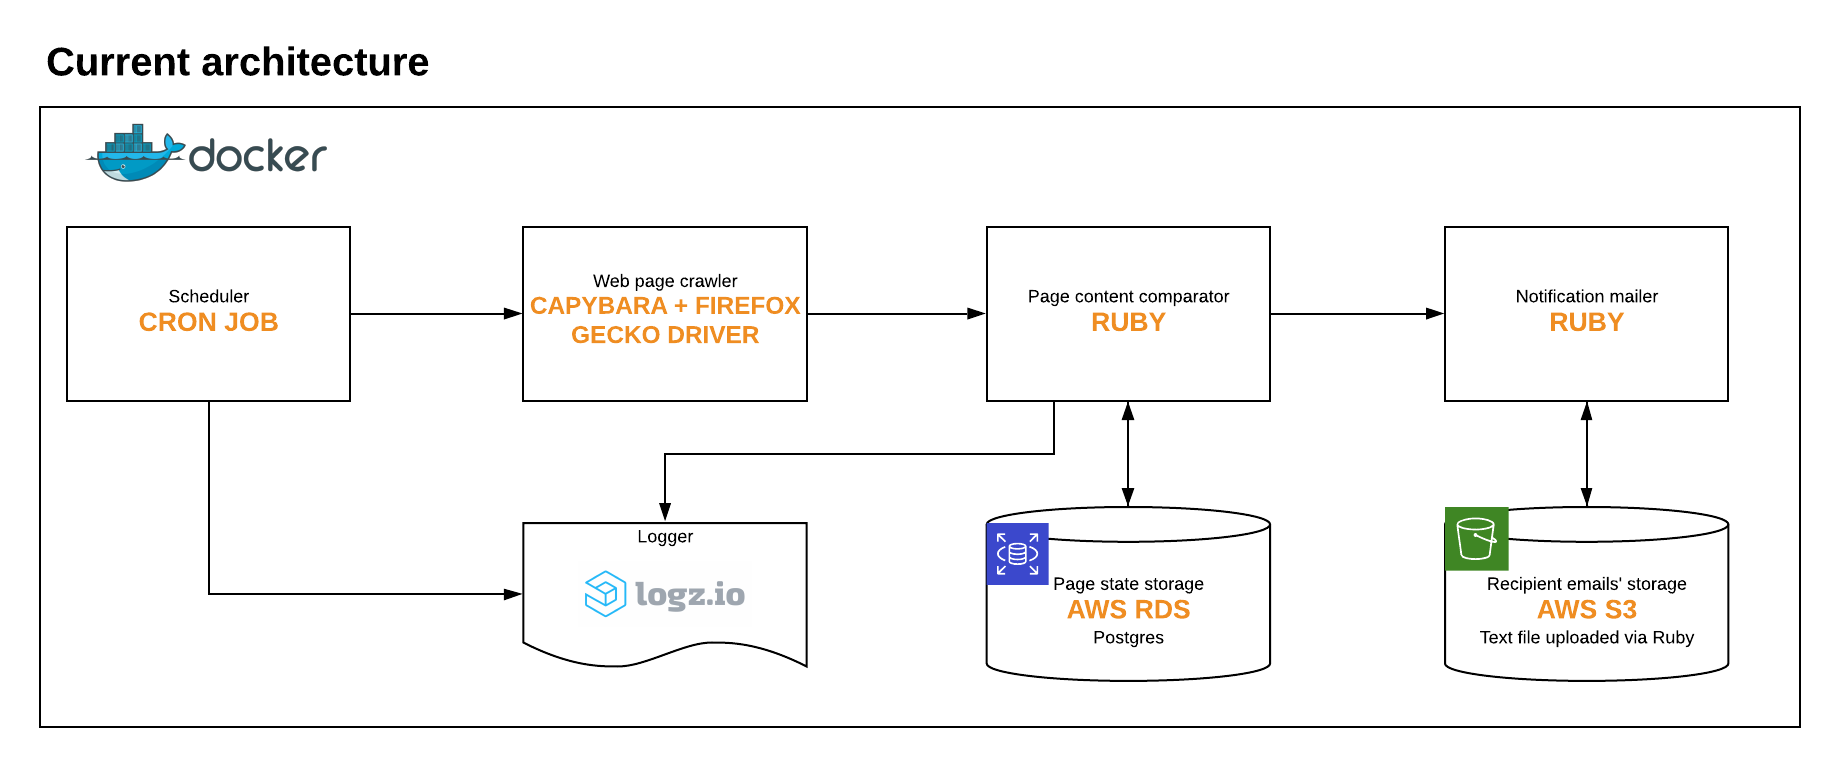 Current architecture
docker
Scheduler
CRON JOB
Web page crawler
CAPYBARA + FIREFOX
GECKO DRIVER
Page content comparator
RUBY
Notification mailer
RUBY
Logger
logz.io
Page state storage
AWS RDS
Postgres
Recipient emails' storage
AWS S3
Text file uploaded via Ruby